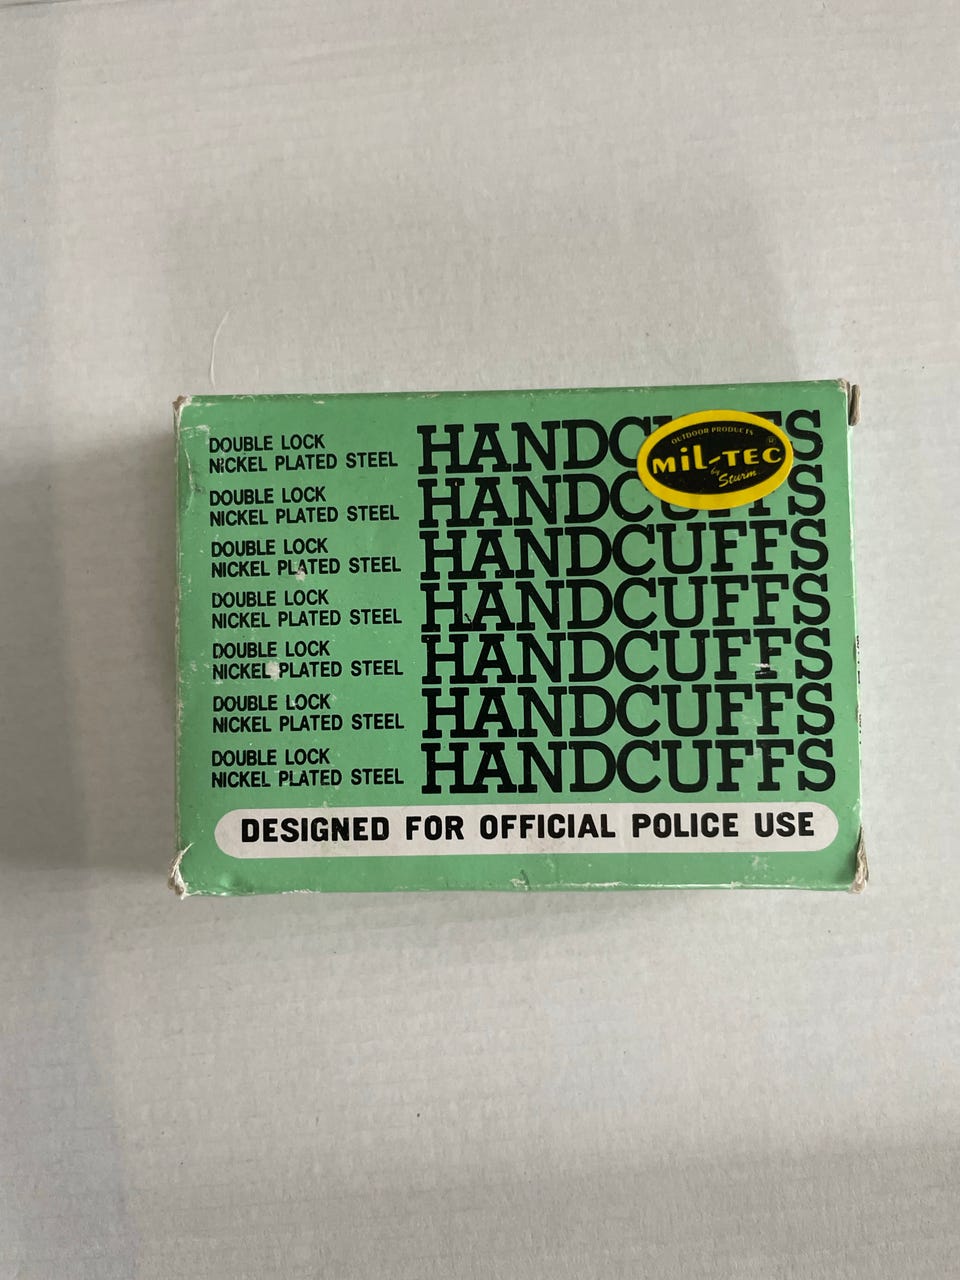 DOUBLE LOCK
NICKEL PLATED STEEL
HANDC S
OUTDOOR PRODUCTS
®
MiL-TEC
by Sturm
DOUBLE LOCK
NICKEL PLATED STEEL
HANDCUFFS
DOUBLE LOCK
NICKEL PLATED STEEL
HANDCUFFS
DOUBLE LOCK
NICKEL PLATED STEEL
HANDCUFFS
DOUBLE LOCK
NICKEL PLATED STEEL
HANDCUFFS
DOUBLE LOCK
NICKEL PLATED STEEL
HANDCUFFS
DOUBLE LOCK
NICKEL PLATED STEEL
HANDCUFFS
DESIGNED FOR OFFICIAL POLICE USE